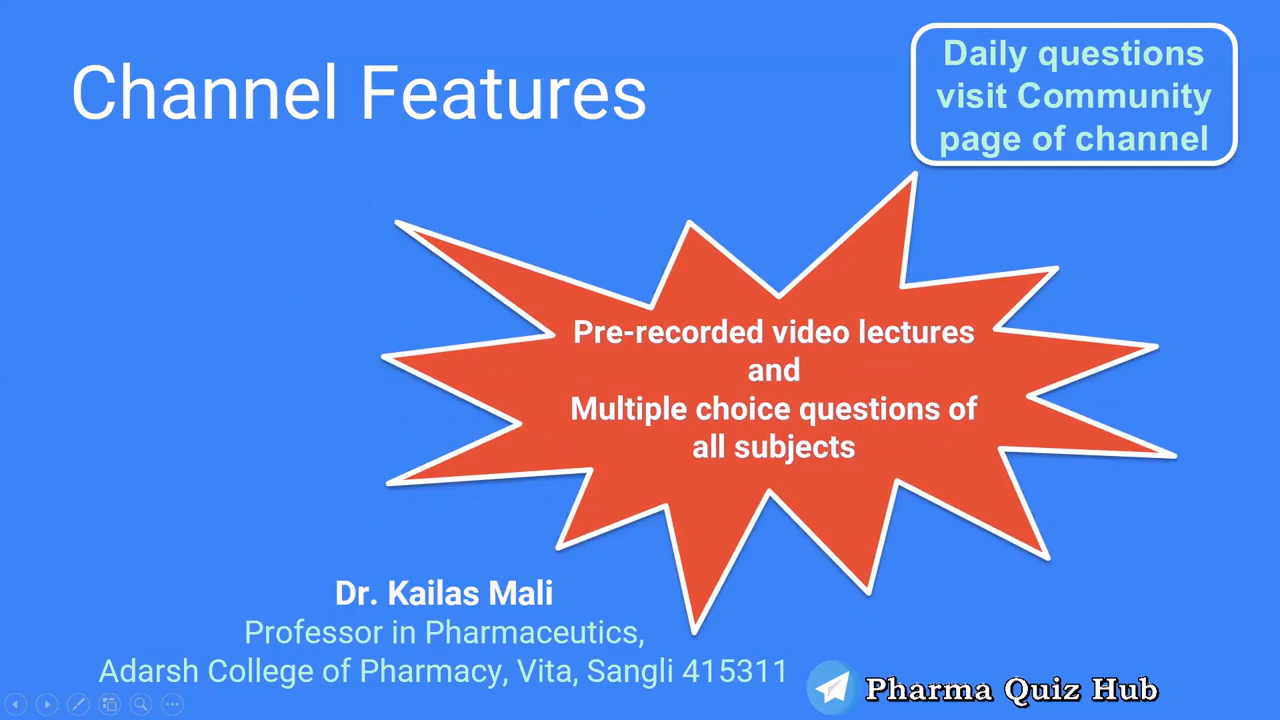 Channel Features
Daily questions
visit Community
page of channel
Pre-recorded video lectures
and
Multiple choice questions of
all subjects
Dr. Kailas Mali
Professor in Pharmaceutics,
Adarsh College of Pharmacy, Vita, Sangli 415311
Pharma Quiz Hub